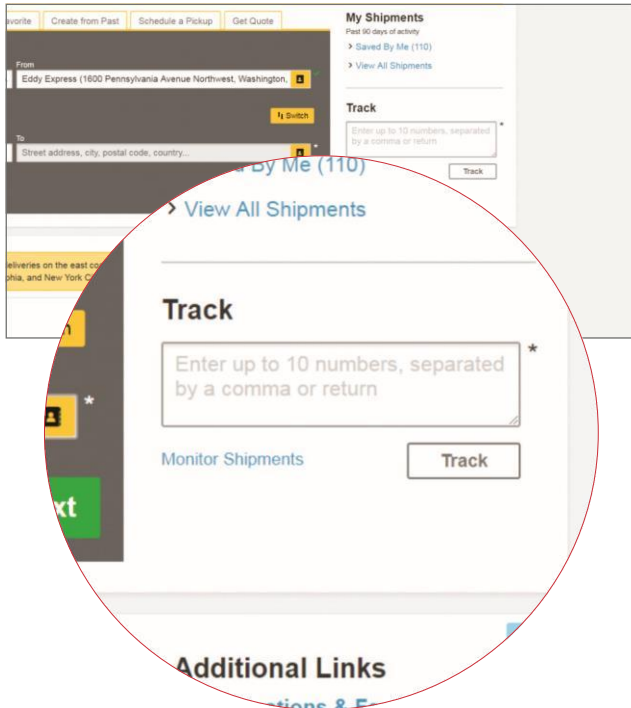 Create from Past
Schedule a Pickup
Get Quote
My Shipments
Past 90 days of activity
> Saved By Me (110)
> View All Shipments
From
Eddy Express (1600 Pennsylvania Avenue Northwest, Washington,
Switch
Track
Enter up to 10 numbers, separated
by a comma or return
*
To
Street address, city, postal code, country...
*
Track
By Me (110)
> View All Shipments
deliveries on the east
and New York
Track
Enter up to 10 numbers, separated
by a comma or return
*
*
Monitor Shipments
Track
Additional Links